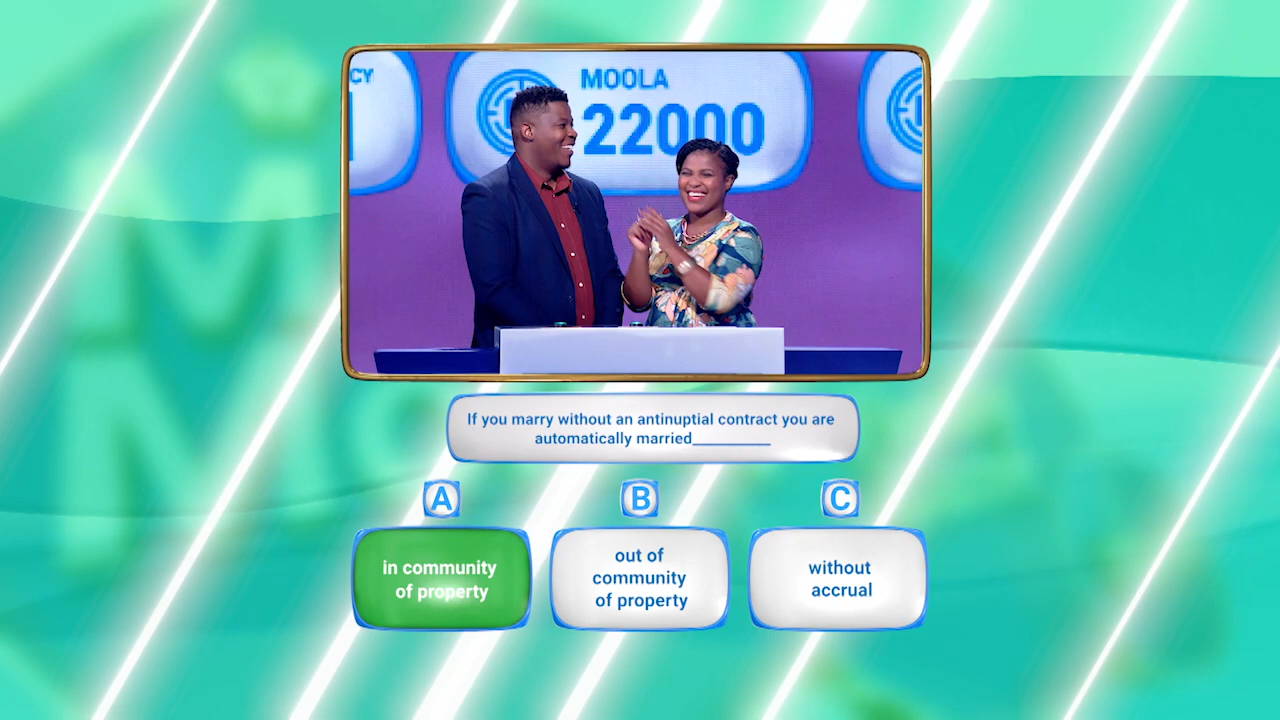 CY
MOOLA
22000
If you marry without an antinuptial contract you are
automatically married_________
A
B
C
in community
of property
out of
community
of property
without
accrual